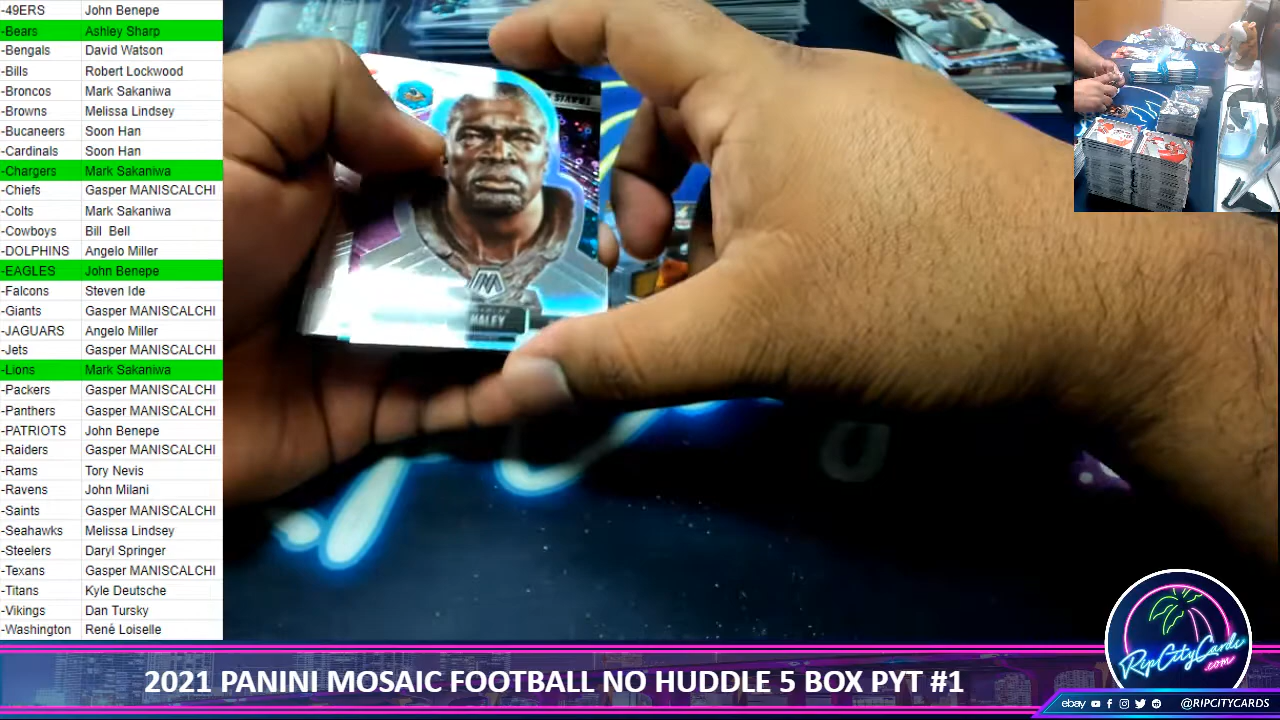 -49ERS John Benepe
-Bears Ashley Sharp
-Bengals David Watson
-Bills Robert Lockwood
-Broncos Mark Sakaniwa
-Browns Melissa Lindsey
-Bucaneers Soon Han
-Cardinals Soon Han
-Chargers Mark Sakaniwa
-Chiefs Gasper MANISCALCHI
-Colts Mark Sakaniwa
-Cowboys Bill Bell
-DOLPHINS Angelo Miller
-EAGLES John Benepe
-Falcons Steven Ide
-Giants Gasper MANISCALCHI
-JAGUARS Angelo Miller
-Jets Gasper MANISCALCHI
-Lions Mark Sakaniwa
-Packers Gasper MANISCALCHI
-Panthers Gasper MANISCALCHI
-PATRIOTS John Benepe
-Raiders Gasper MANISCALCHI
-Rams Tory Nevis
-Ravens John Milani
-Saints Gasper MANISCALCHI
-Seahawks Melissa Lindsey
-Steelers Daryl Springer
-Texans Gasper MANISCALCHI
-Titans Kyle Deutsche
-Vikings Dan Tursky
-Washington René Loiselle
HALEY
RipCityCards
.com
2021 PANINI MOSAIC FOOTBALL NO HUDDLE 5 BOX PYT #1
ebay @RIPCITYCARDS